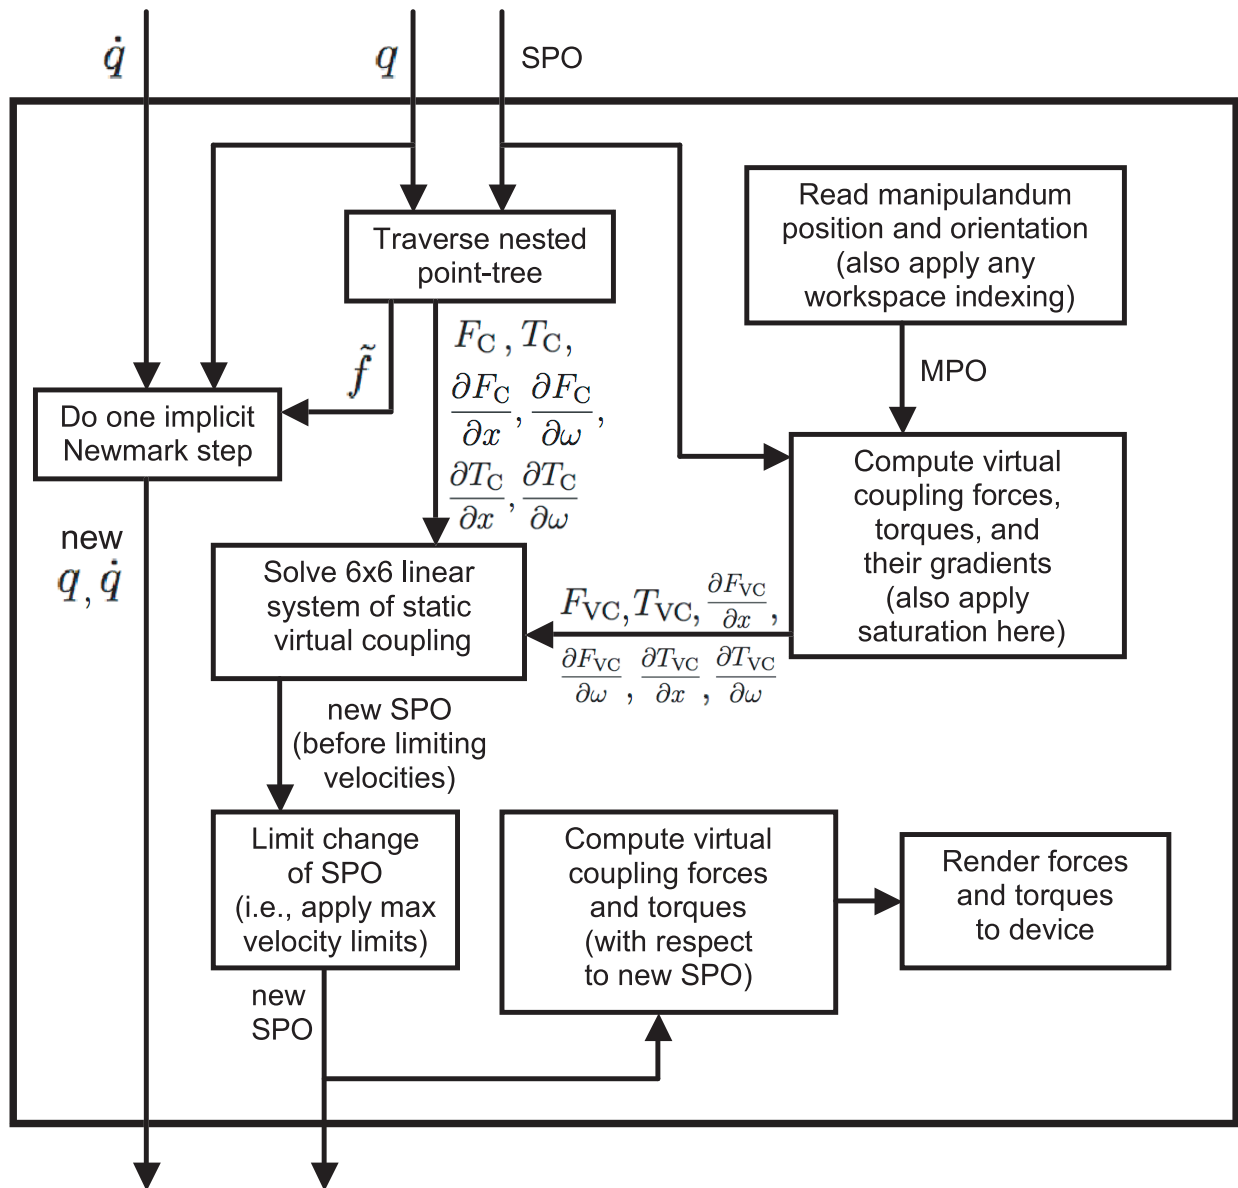 q̇
q
SPO
Read manipulandum
position and orientation
(also apply any
workspace indexing)
Traverse nested
point-tree
f̃
F_C , T_C,
∂F_C/∂x, ∂F_C/∂ω,
∂T_C/∂x, ∂T_C/∂ω
MPO
Do one implicit
Newmark step
Compute virtual
coupling forces,
torques, and
their gradients
(also apply
saturation here)
new
q, q̇
Solve 6x6 linear
system of static
virtual coupling
F_VC, T_VC, ∂F_VC/∂x,
∂F_VC/∂ω, ∂T_VC/∂x, ∂T_VC/∂ω
new SPO
(before limiting
velocities)
Limit change
of SPO
(i.e., apply max
velocity limits)
Compute virtual
coupling forces
and torques
(with respect
to new SPO)
Render forces
and torques
to device
new
SPO